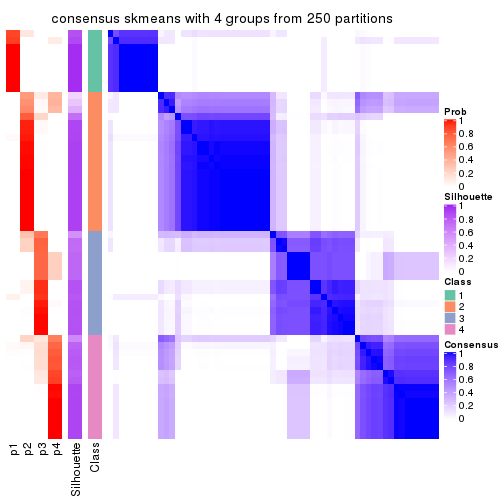 consensus skmeans with 4 groups from 250 partitions
Prob
1
0.8
0.6
0.4
0.2
0
Silhouette
1
0.8
0.6
0.4
0.2
0
Class
1
2
3
4
Consensus
1
0.8
0.6
0.4
0.2
0
p1
p2
p3
p4
Silhouette
Class